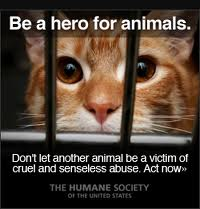 Be a hero for animals.
Don't let another animal be a victim of
cruel and senseless abuse. Act now»
THE HUMANE SOCIETY
OF THE UNITED STATES